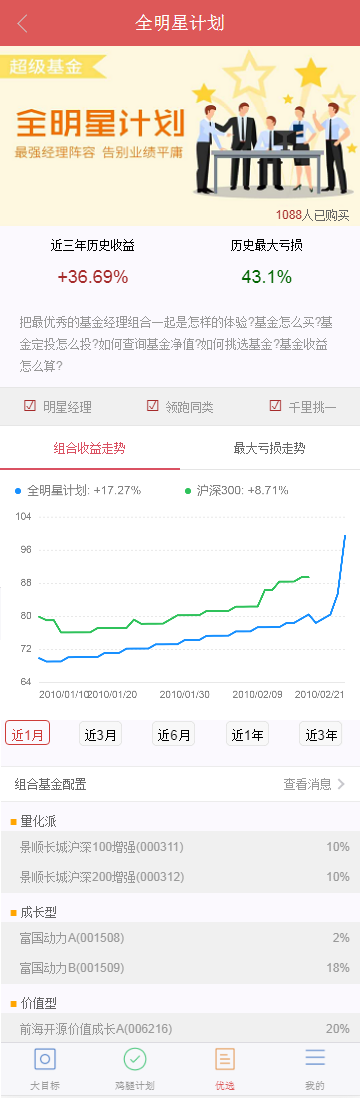 全明星计划
超级基金
全明星计划
最强经理阵容 告别业绩平庸
1088人已购买
近三年历史收益 历史最大亏损
+36.69% 43.1%
把最优秀的基金经理组合一起是怎样的体验?基金怎么买?基
金定投怎么投?如何查询基金净值?如何挑选基金?基金收益
怎么算?
明星经理 领跑同类 千里挑一
组合收益走势 最大亏损走势
全明星计划: +17.27% 沪深300: +8.71%
104
96
88
80
72
64
2010/01/10 2010/01/20 2010/01/30 2010/02/09 2010/02/21
近1月 近3月 近6月 近1年 近3年
组合基金配置 查看消息
量化派
景顺长城沪深100增强(000311) 10%
景顺长城沪深200增强(000312) 10%
成长型
富国动力A(001508) 2%
富国动力B(001509) 18%
价值型
前海开源价值成长A(006216) 20%
大目标 鸡腿计划 优选 我的